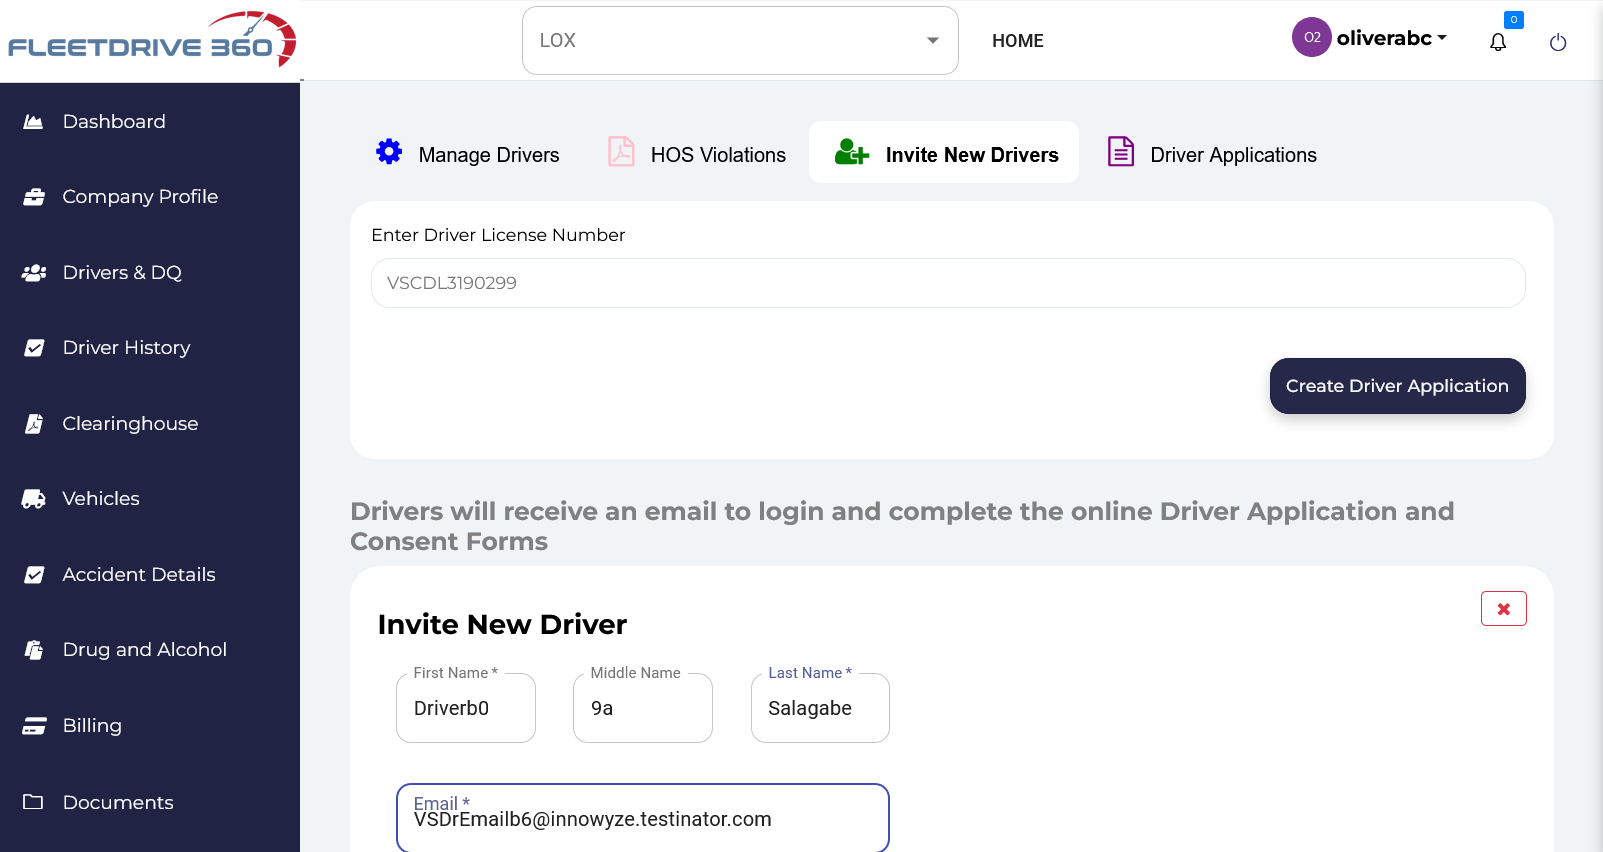 FLEETDRIVE 360
LOX
HOME
O2
oliverabc
0
Dashboard
Company Profile
Drivers & DQ
Driver History
Clearinghouse
Vehicles
Accident Details
Drug and Alcohol
Billing
Documents
Manage Drivers
HOS Violations
Invite New Drivers
Driver Applications
Enter Driver License Number
VSCDL3190299
Create Driver Application
Drivers will receive an email to login and complete the online Driver Application and
Consent Forms
Invite New Driver
First Name *
Driverb0
Middle Name
9a
Last Name *
Salagabe
Email *
VSDrEmailb6@innowyze.testinator.com